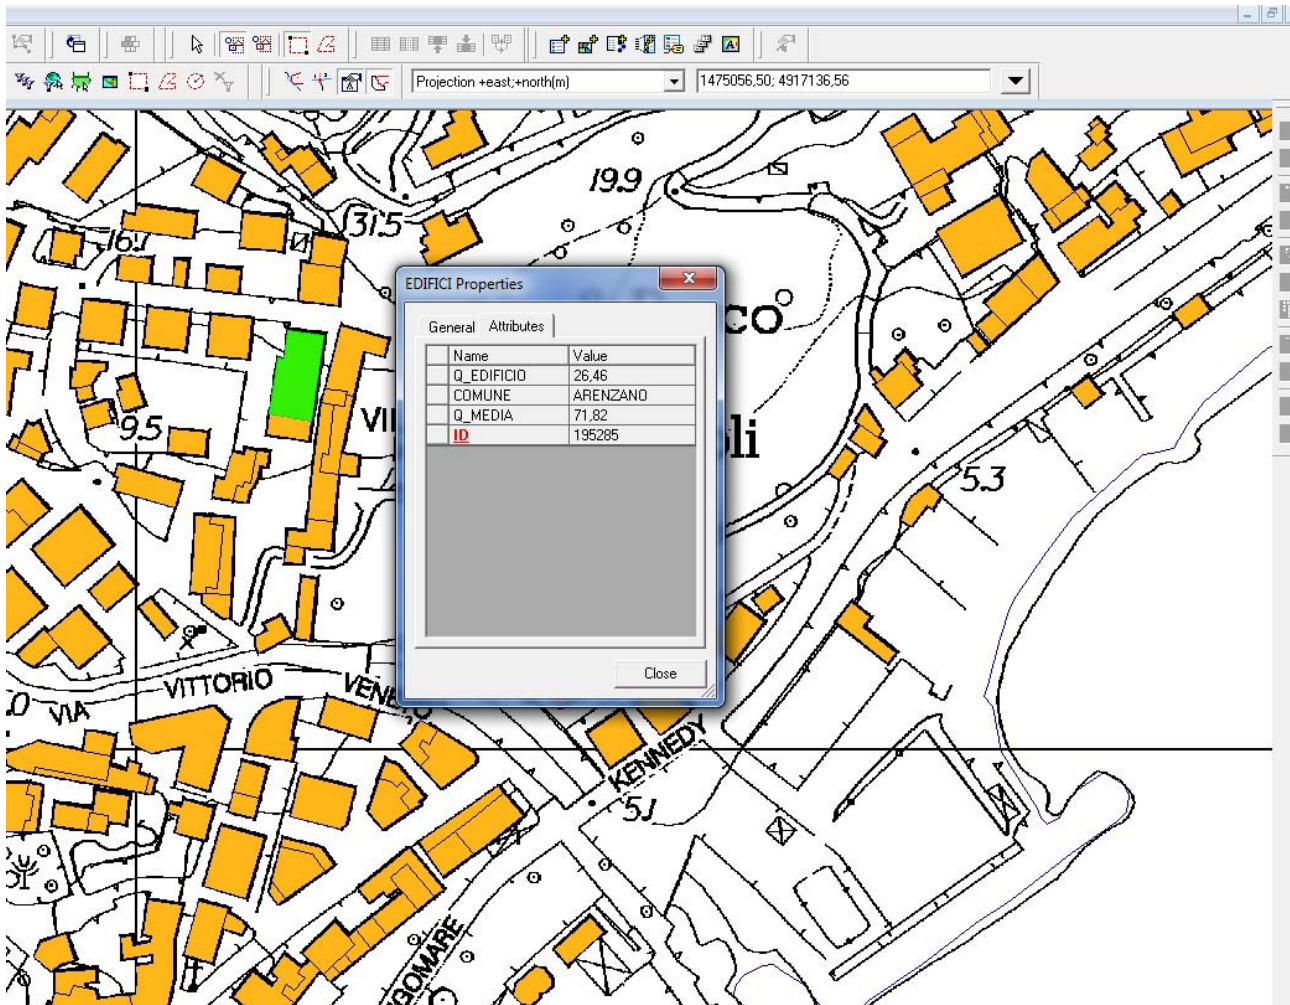 Projection +east;+north(m)
1475056,50; 4917136,56
19.9
31.5
16.1
EDIFICI Properties
General
Attributes
Name
Value
Q_EDIFICIO
26,46
COMUNE
ARENZANO
Q_MEDIA
71,82
ID
195285
Close
9.5
5.3
VITTORIO
VIA
KENNEDY
5.1